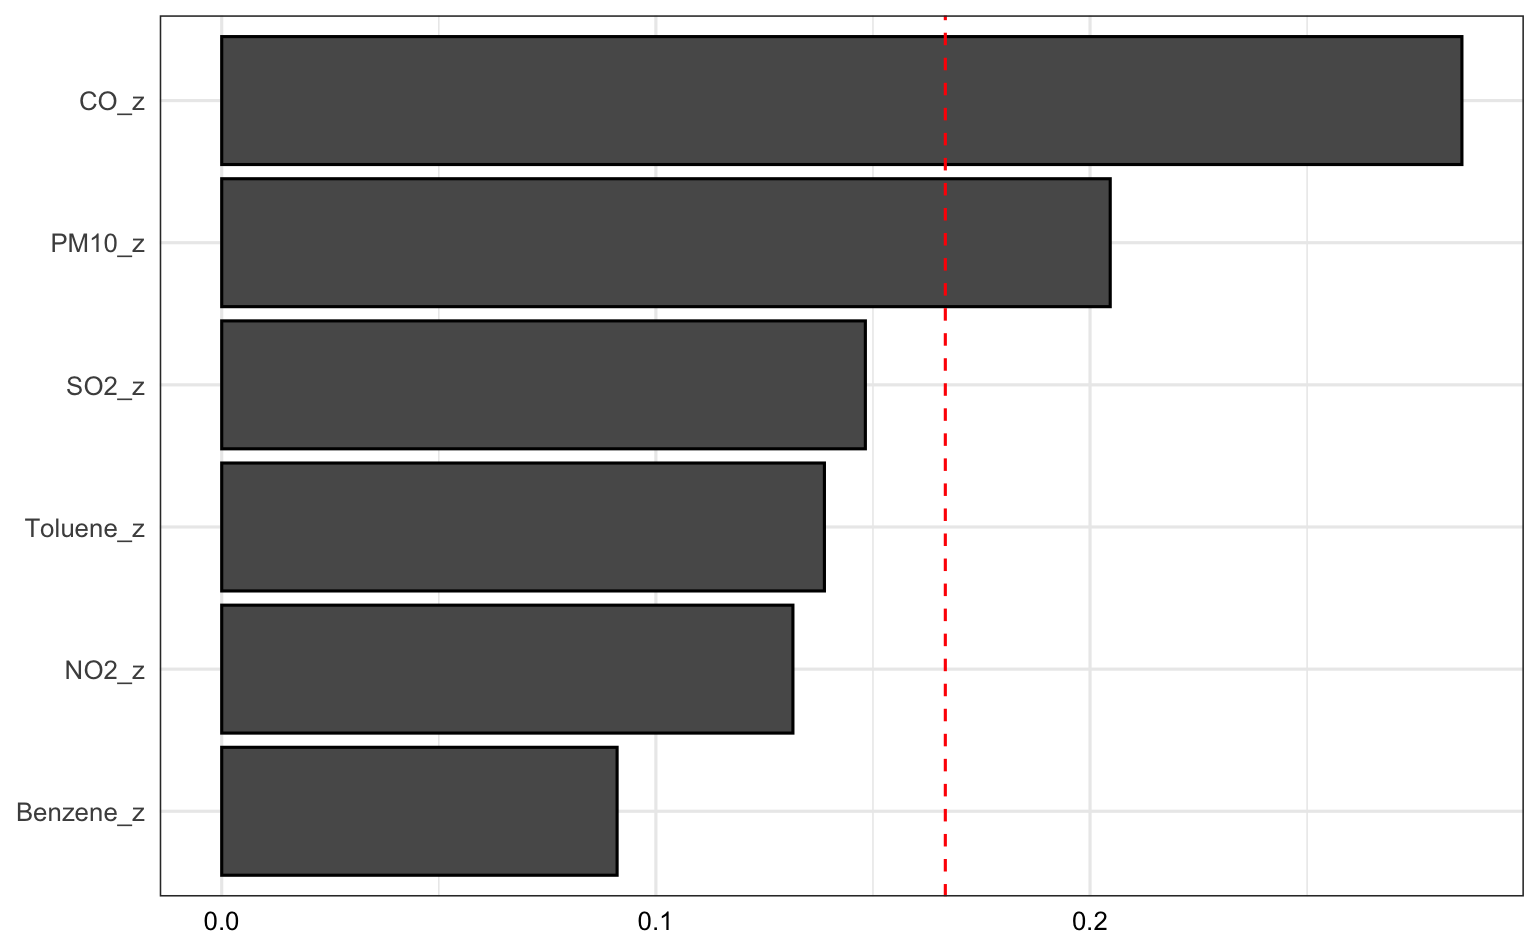 CO_z
PM10_z
SO2_z
Toluene_z
NO2_z
Benzene_z
0.0 0.1 0.2